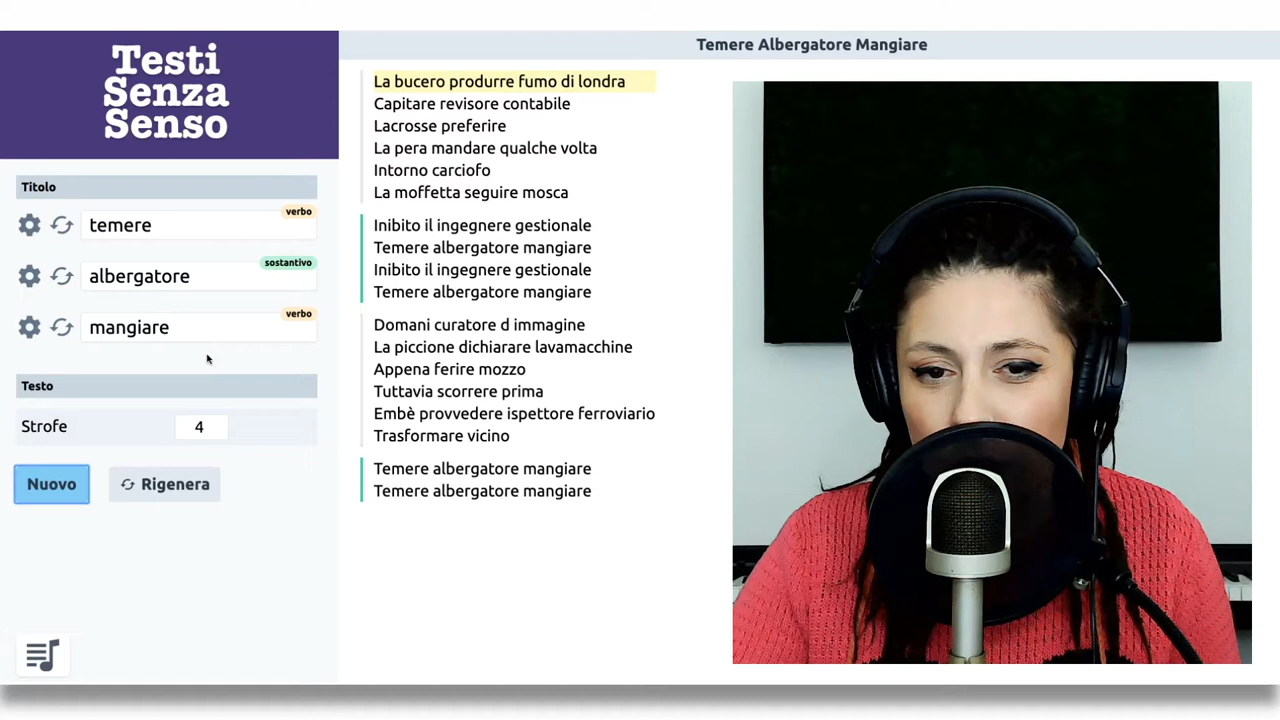 Testi
Senza
Senso
Titolo
temere
verbo
albergatore
sostantivo
mangiare
verbo
Testo
Strofe 4
Nuovo
Rigenera
Temere Albergatore Mangiare
La bucero produrre fumo di londra
Capitare revisore contabile
Lacrosse preferire
La pera mandare qualche volta
Intorno carciofo
La moffetta seguire mosca
Inibito il ingegnere gestionale
Temere albergatore mangiare
Inibito il ingegnere gestionale
Temere albergatore mangiare
Domani curatore d immagine
La piccione dichiarare lavamacchine
Appena ferire mozzo
Tuttavia scorrere prima
Embè provvedere ispettore ferroviario
Trasformare vicino
Temere albergatore mangiare
Temere albergatore mangiare